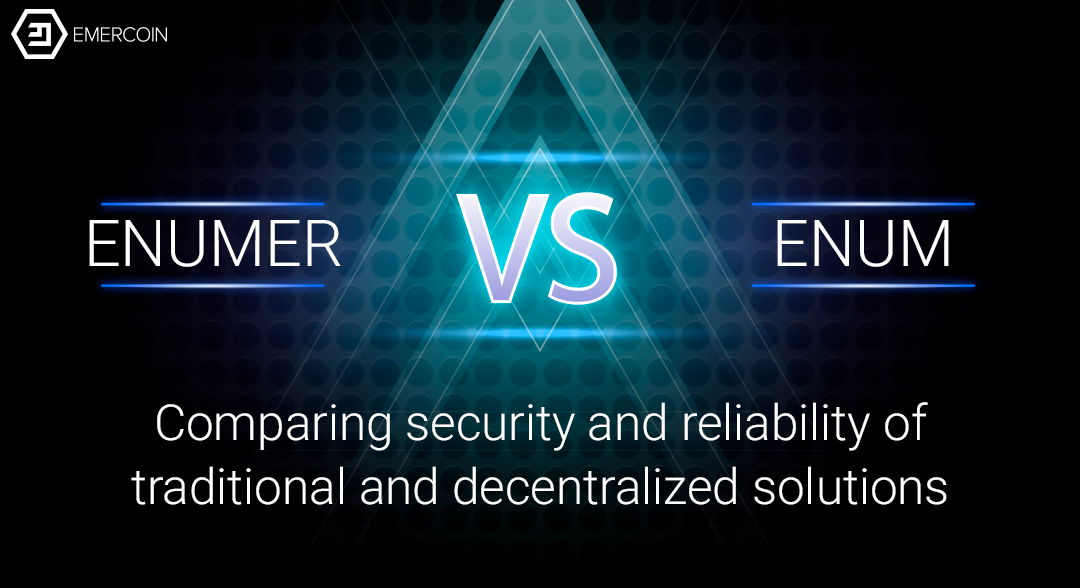 EMERCOIN
ENUMER
VS
ENUM
Comparing security and reliability of
traditional and decentralized solutions